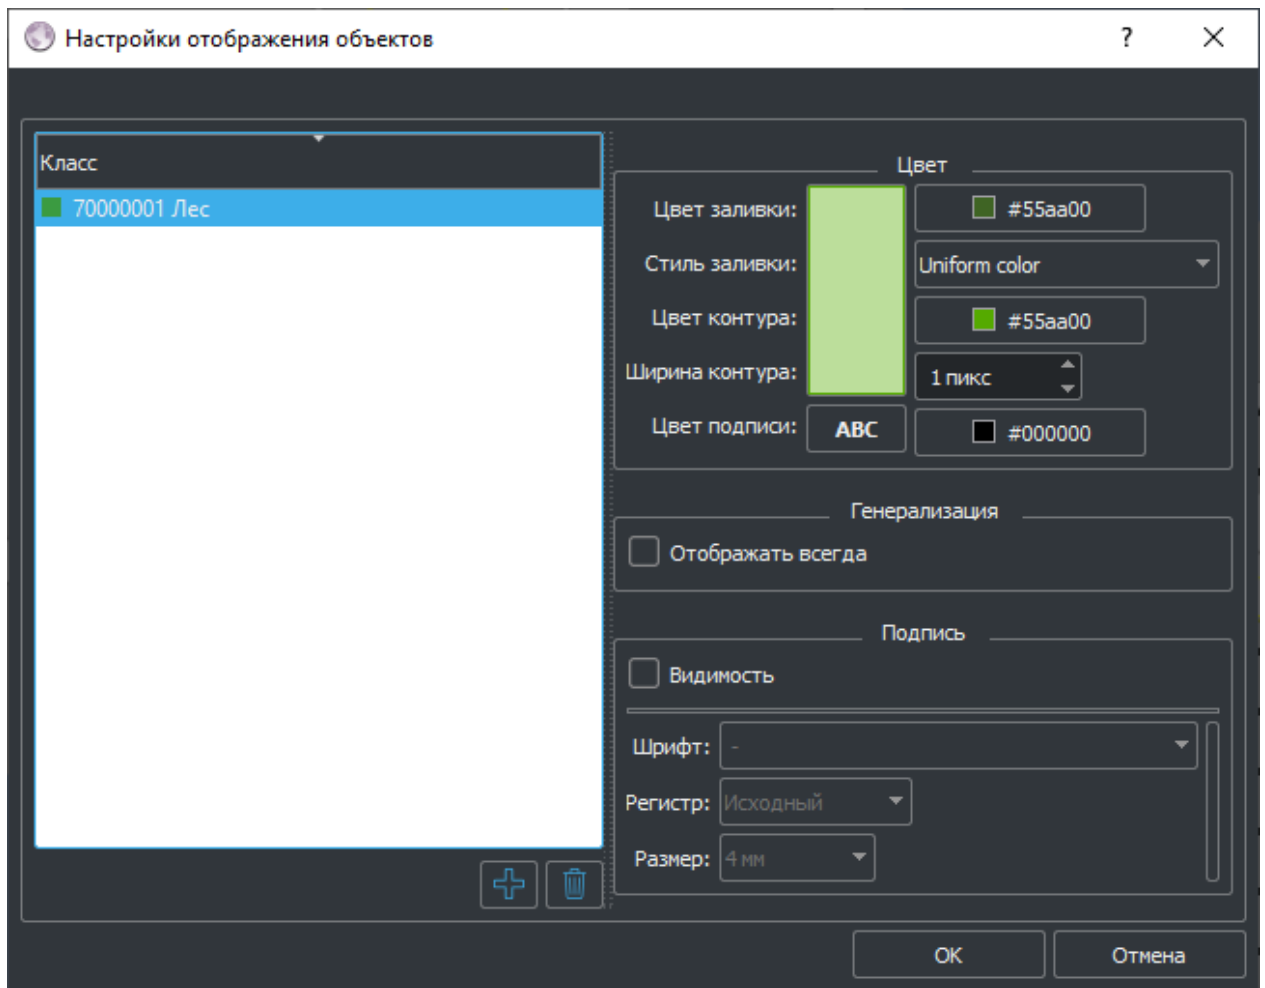 Настройки отображения объектов
?
Класс
70000001 Лес
Цвет
Цвет заливки:
#55aa00
Стиль заливки:
Uniform color
Цвет контура:
#55aa00
Ширина контура:
1 пикс
Цвет подписи:
ABC
#000000
Генерализация
Отображать всегда
Подпись
Видимость
Шрифт:
-
Регистр:
Исходный
Размер:
4 мм
OK
Отмена